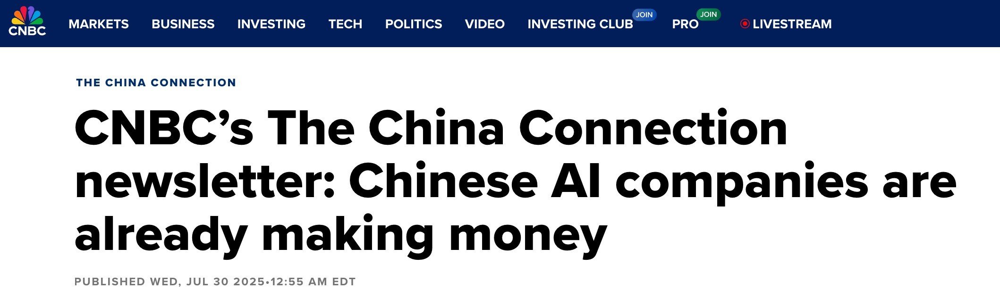 CNBC
MARKETS BUSINESS INVESTING TECH POLITICS VIDEO INVESTING CLUB JOIN PRO JOIN LIVESTREAM
THE CHINA CONNECTION
CNBC’s The China Connection
newsletter: Chinese AI companies are
already making money
PUBLISHED WED, JUL 30 2025•12:55 AM EDT